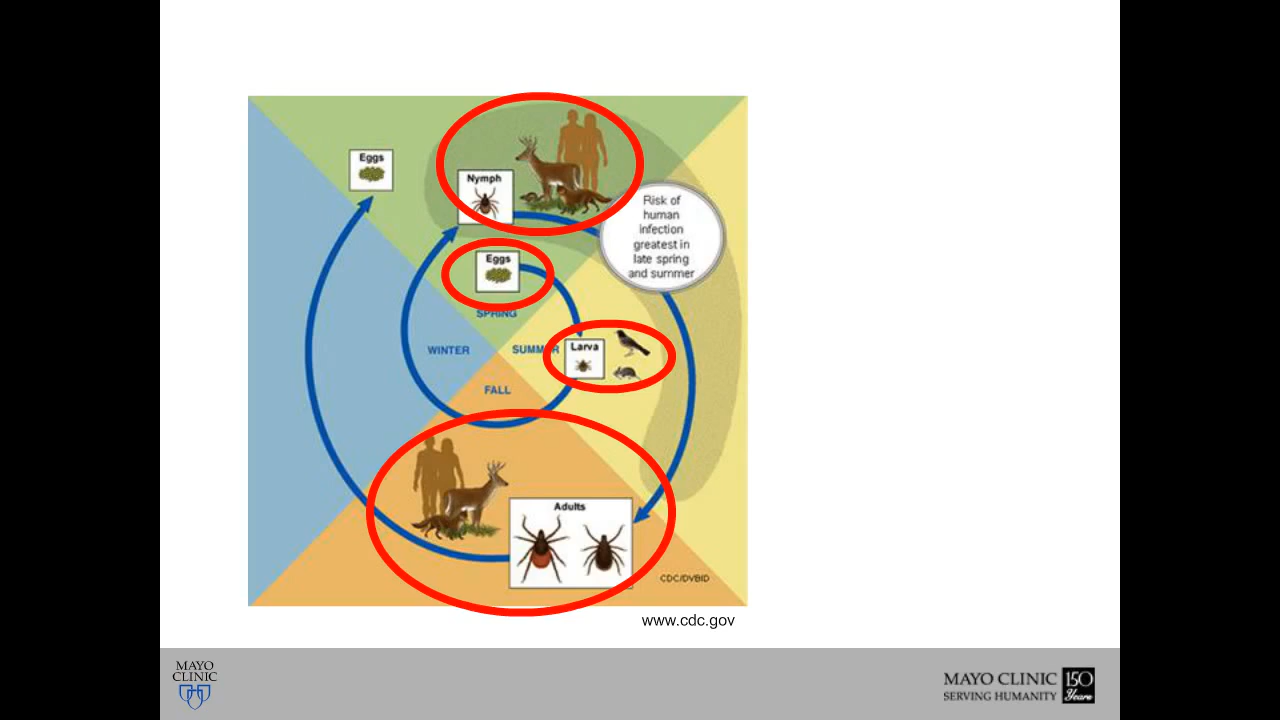 Eggs
Nymph
Risk of
human
infection
greatest in
late spring
and summer
Eggs
SPRING
WINTER
SUMMER
Larva
FALL
Adults
CDC/DVBID
www.cdc.gov
MAYO
CLINIC
MAYO CLINIC
SERVING HUMANITY
150
Years